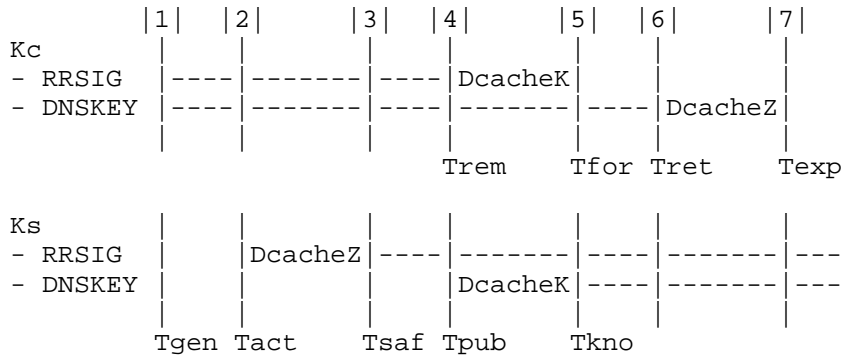 |1|   |2|       |3|  |4|       |5|  |6|       |7|
Kc          |     |         |    |         |    |         |
- RRSIG     |-----|---------|----|DcacheK|    |         |
- DNSKEY    |-----|---------|----|---------|----|DcacheZ|
            |     |         |    |         |    |         |
Trem Tfor Tret Texp
Ks          |     |         |    |         |    |         |
- RRSIG     |     |DcacheZ|----|---------|----|---------|---
- DNSKEY    |     |         |    |DcacheK|----|---------|---
            |     |         |    |         |    |         |
Tgen Tact Tsaf Tpub Tkno